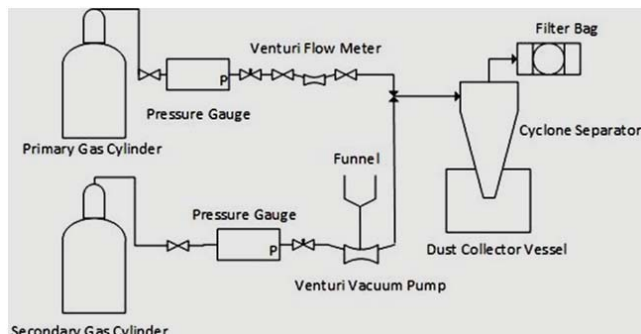 Filter Bag
Venturi Flow Meter
P
Pressure Gauge
Cyclone Separator
Primary Gas Cylinder
Funnel
Pressure Gauge
P
Dust Collector Vessel
Venturi Vacuum Pump
Secondary Gas Cylinder